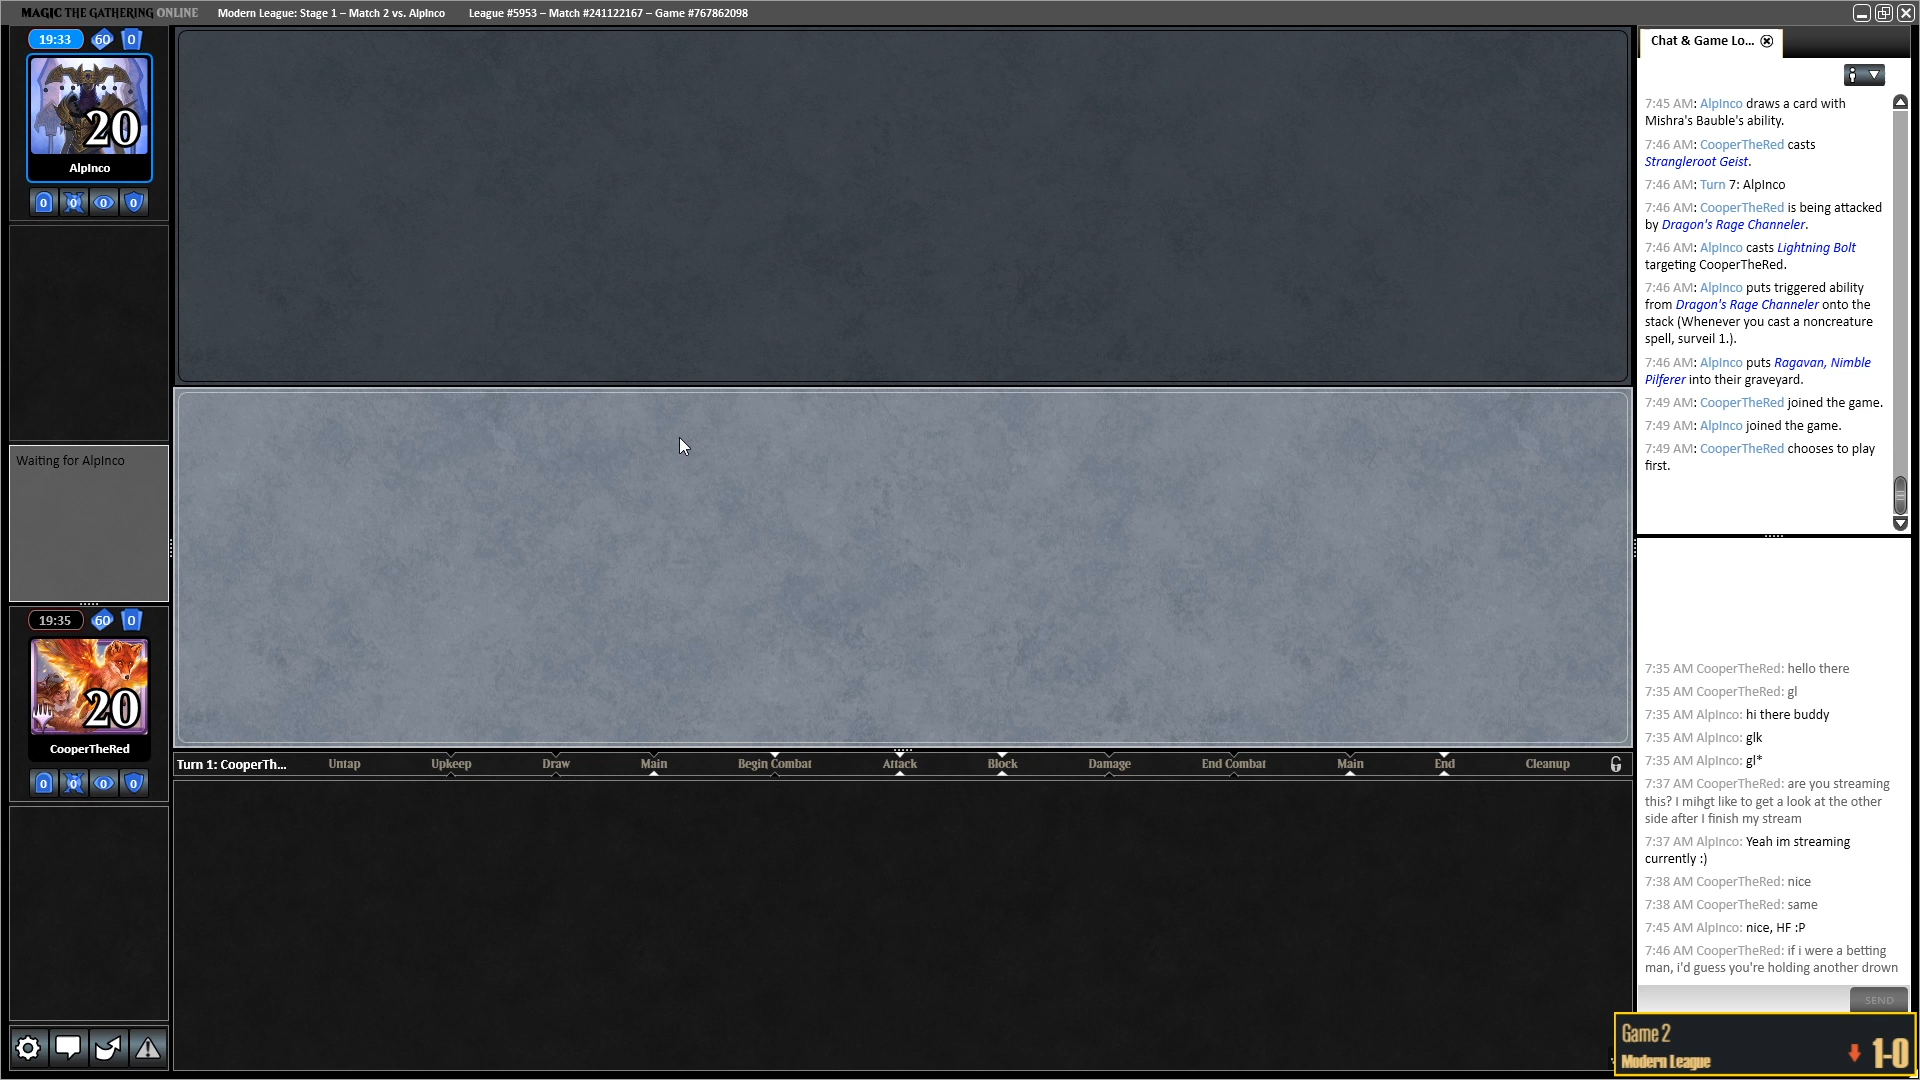 MAGIC THE GATHERING ONLINE
Modern League: Stage 1 – Match 2 vs. AlpInco
League #5953 – Match #241122167 – Game #767862098
19:33
60
0
20
AlpInco
0
0
0
0
Waiting for AlpInco
19:35
60
0
20
CooperTheRed
0
0
0
0
Turn 1: CooperTh...
Untap
Upkeep
Draw
Main
Begin Combat
Attack
Block
Damage
End Combat
Main
End
Cleanup
Chat & Game Lo...
7:45 AM: AlpInco draws a card with
Mishra's Bauble's ability.
7:46 AM: CooperTheRed casts
Strangleroot Geist.
7:46 AM: Turn 7: AlpInco
7:46 AM: CooperTheRed is being attacked
by Dragon's Rage Channeler.
7:46 AM: AlpInco casts Lightning Bolt
targeting CooperTheRed.
7:46 AM: AlpInco puts triggered ability
from Dragon's Rage Channeler onto the
stack (Whenever you cast a noncreature
spell, surveil 1.).
7:46 AM: AlpInco puts Ragavan, Nimble
Pilferer into their graveyard.
7:49 AM: CooperTheRed joined the game.
7:49 AM: AlpInco joined the game.
7:49 AM: CooperTheRed chooses to play
first.
7:35 AM CooperTheRed: hello there
7:35 AM CooperTheRed: gl
7:35 AM AlpInco: hi there buddy
7:35 AM AlpInco: glk
7:35 AM AlpInco: gl*
7:37 AM CooperTheRed: are you streaming
this? I mihgt like to get a look at the other
side after I finish my stream
7:37 AM AlpInco: Yeah im streaming
currently :)
7:38 AM CooperTheRed: nice
7:38 AM CooperTheRed: same
7:45 AM AlpInco: nice, HF :P
7:46 AM CooperTheRed: if i were a betting
man, i'd guess you're holding another drown
SEND
Game 2
Modern League
1-0